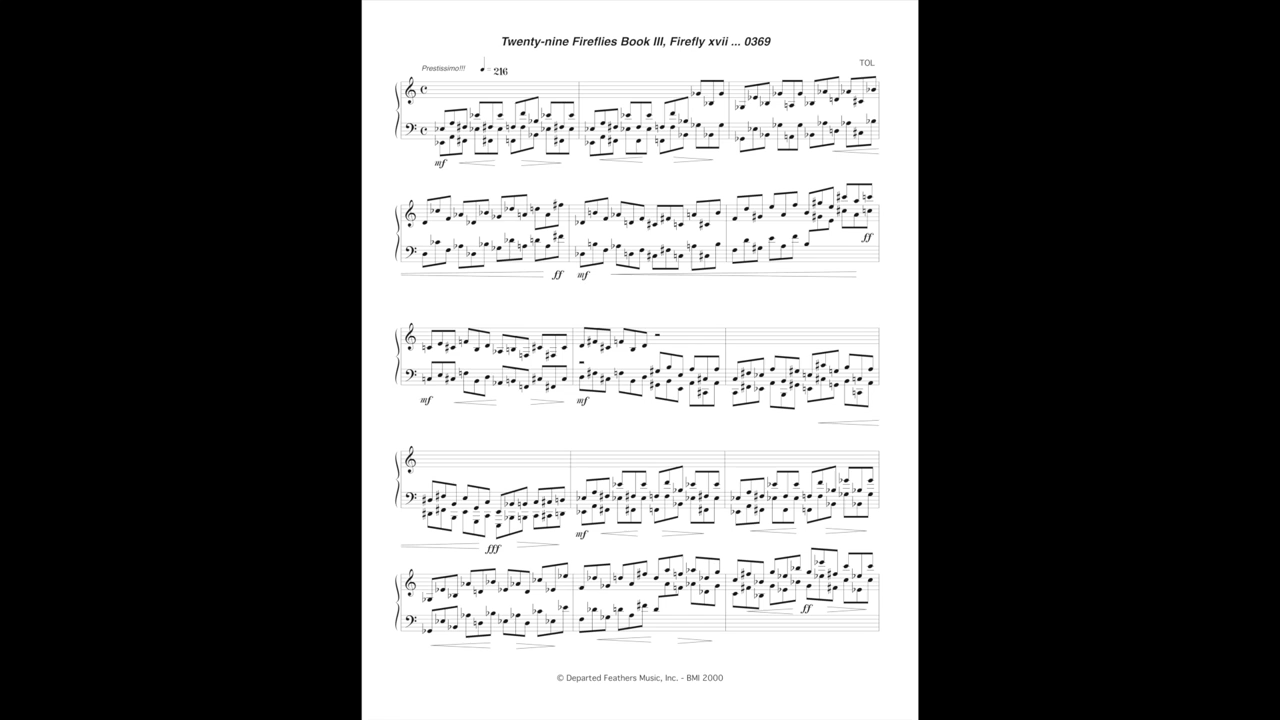 Twenty-nine Fireflies Book III, Firefly xvii ... 0369
TOL
Prestissimo!!! = 216
mf
ff mf
ff
mf mf
fff mf
ff
© Departed Feathers Music, Inc. - BMI 2000